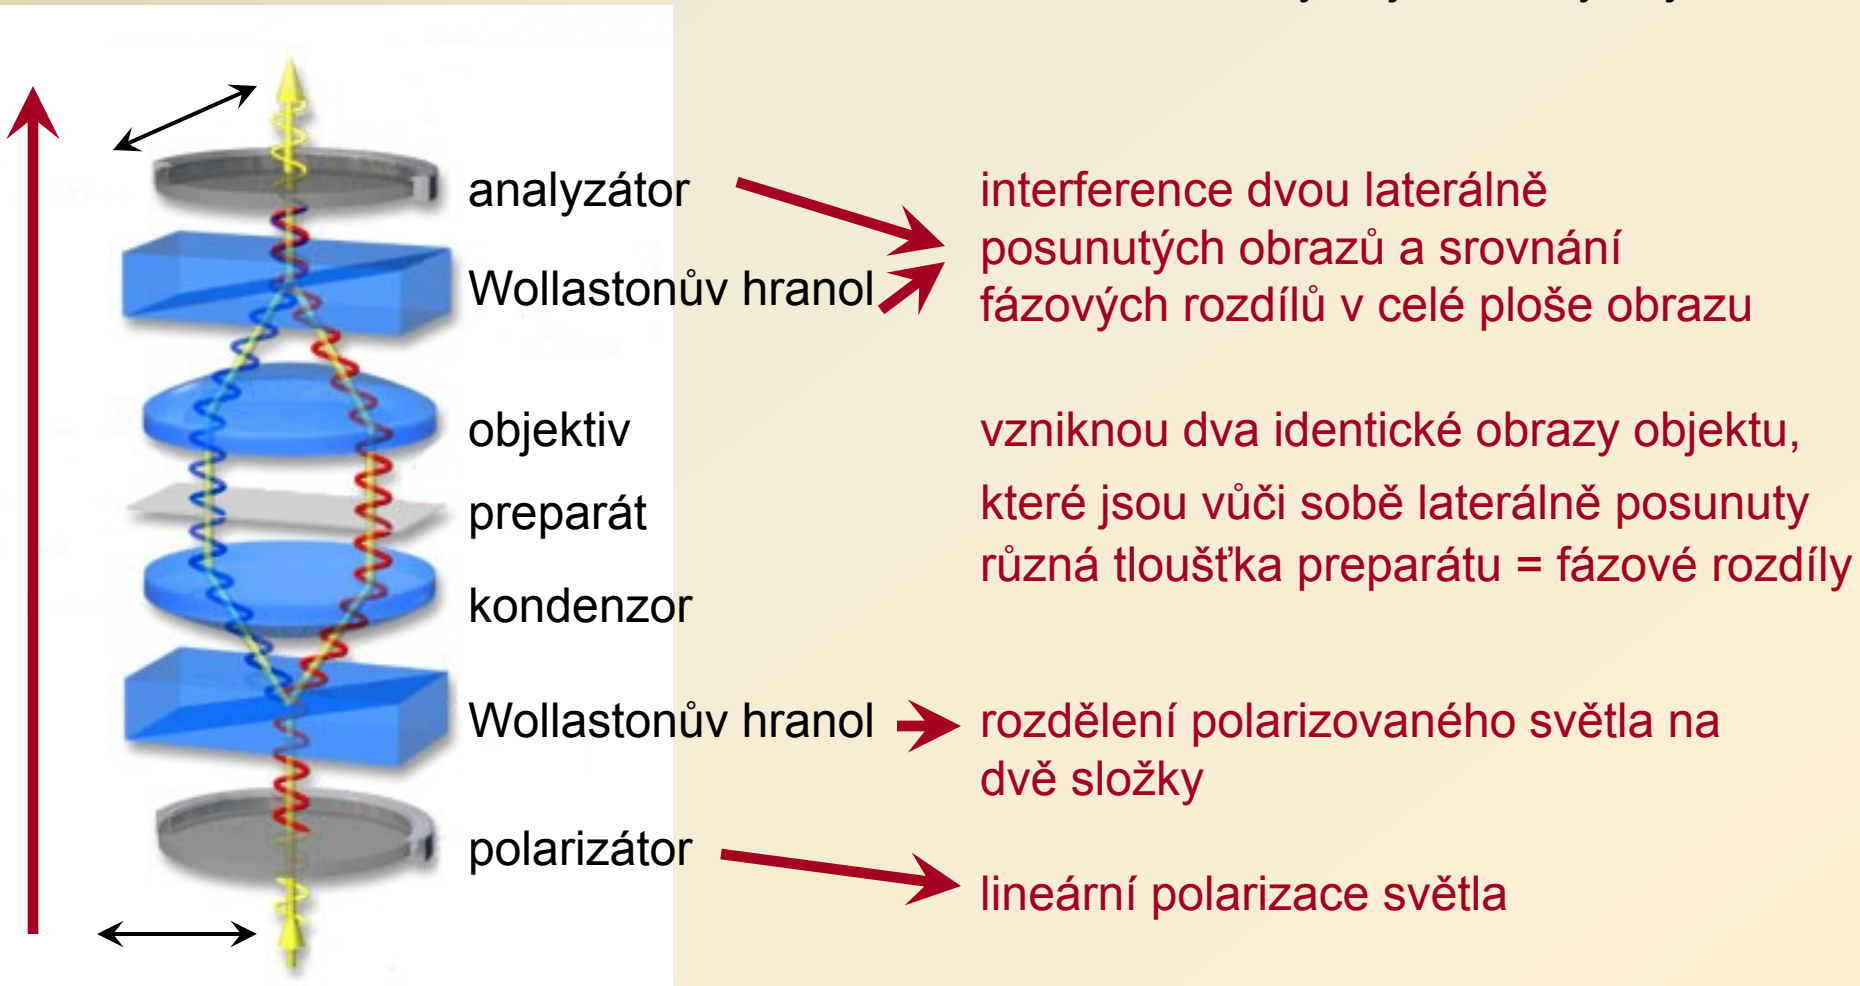 analyzátor
interference dvou laterálně
posunutých obrazů a srovnání
Wollastonův hranol
fázových rozdílů v celé ploše obrazu
objektiv
vzniknou dva identické obrazy objektu,
preparát
které jsou vůči sobě laterálně posunuty
různá tloušťka preparátu = fázové rozdíly
kondenzor
Wollastonův hranol
rozdělení polarizovaného světla na
dvě složky
polarizátor
lineární polarizace světla